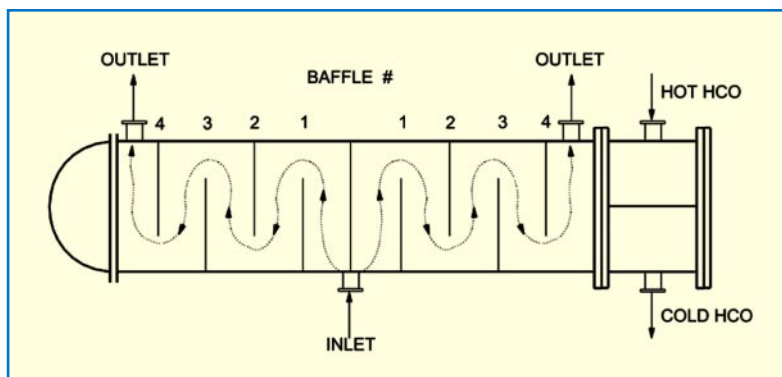 OUTLET
BAFFLE #
OUTLET
HOT HCO
4 3 2 1 1 2 3 4
INLET
COLD HCO